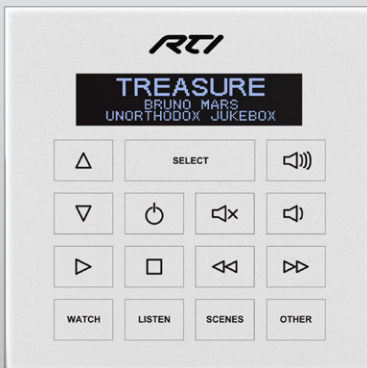 RTI
TREASURE
BRUNO MARS
UNORTHODOX JUKEBOX
SELECT
WATCH LISTEN SCENES OTHER